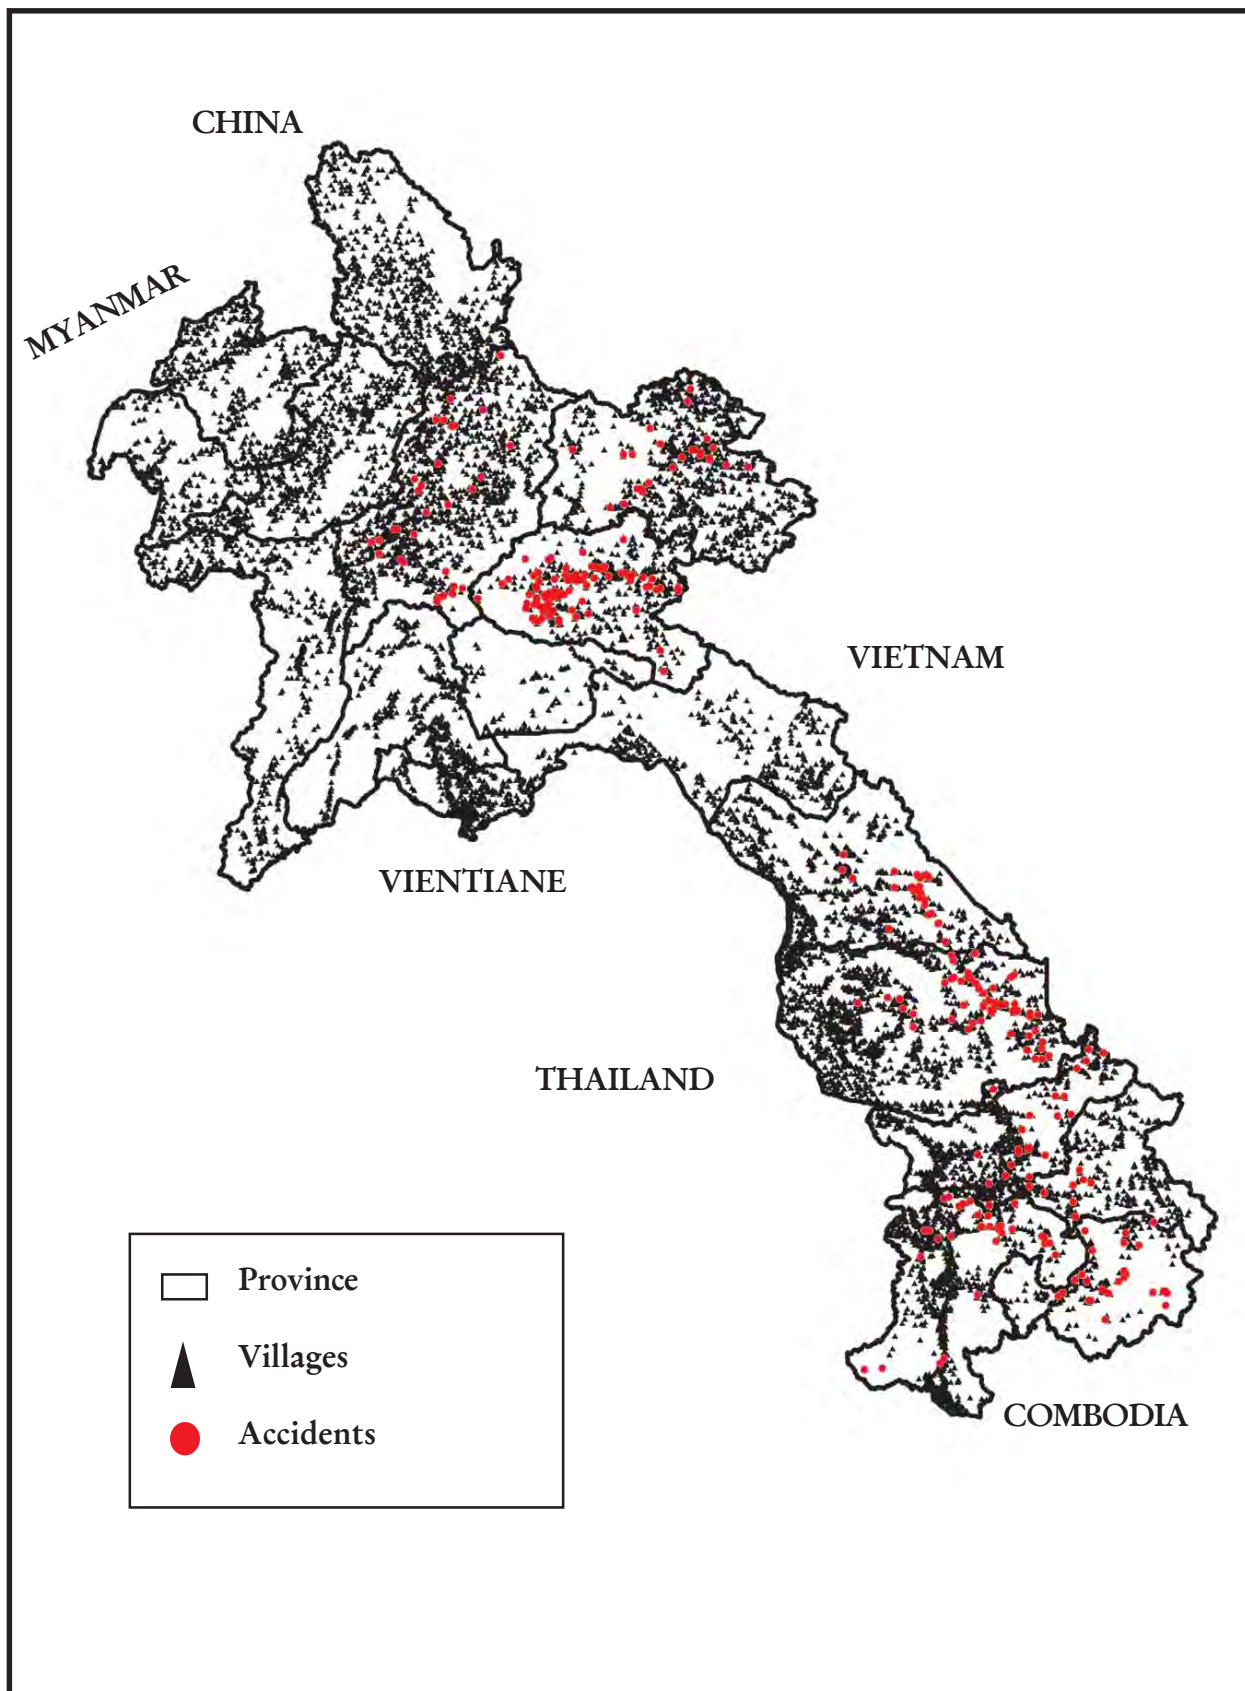 CHINA
MYANMAR
VIETNAM
VIENTIANE
THAILAND
Province
Villages
Accidents
COMBODIA